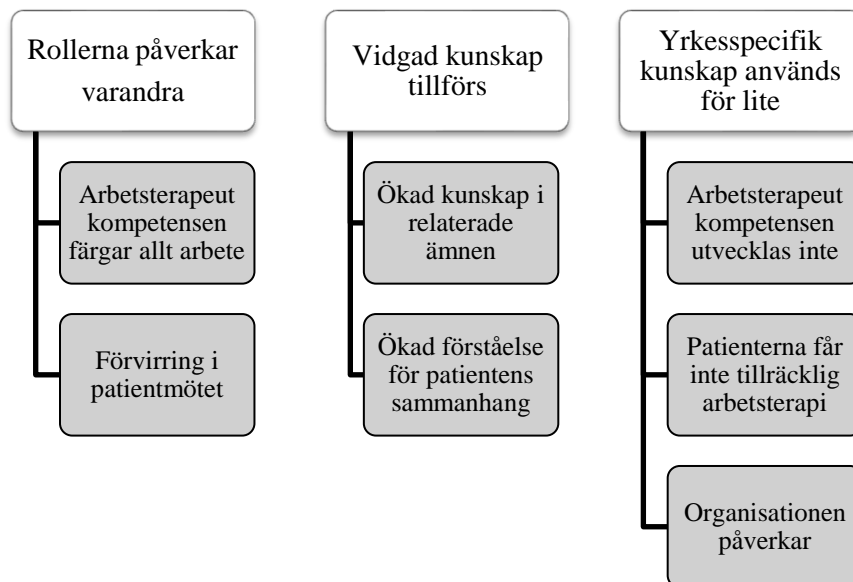 Rollerna påverkar
varandra
Arbetsterapeut
kompetensen
färgar allt arbete
Förvirring i
patientmötet
Vidgad kunskap
tillförs
Ökad kunskap i
relaterade
ämnen
Ökad förståelse
för patientens
sammanhang
Yrkesspecifik
kunskap används
för lite
Arbetsterapeut
kompetensen
utvecklas inte
Patienterna får
inte tillräcklig
arbetsterapi
Organisationen
påverkar